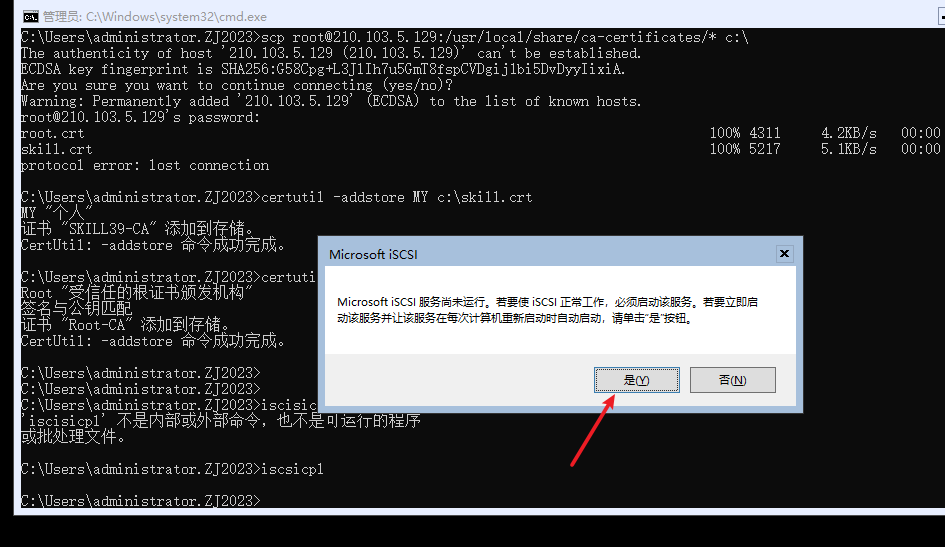 管理员: C:\Windows\system32\cmd.exe
C:\Users\administrator.ZJ2023>scp root@210.103.5.129:/usr/local/share/ca-certificates/* c:\
The authenticity of host '210.103.5.129 (210.103.5.129)' can't be established.
ECDSA key fingerprint is SHA256:G58Cpg+L3JlIh7u5GmT8fspCVDgij1bi5DvDyyIixiA.
Are you sure you want to continue connecting (yes/no)?
Warning: Permanently added '210.103.5.129' (ECDSA) to the list of known hosts.
root@210.103.5.129's password:
root.crt 100% 4311 4.2KB/s 00:00
skill.crt 100% 5217 5.1KB/s 00:00
protocol error: lost connection
C:\Users\administrator.ZJ2023>certutil -addstore MY c:\skill.crt
MY "个人"
证书 "SKILL39-CA" 添加到存储。
CertUtil: -addstore 命令成功完成。
C:\Users\administrator.ZJ2023>certuti
Root "受信任的根证书颁发机构"
签名与公钥匹配
证书 "Root-CA" 添加到存储。
CertUtil: -addstore 命令成功完成。
C:\Users\administrator.ZJ2023>
C:\Users\administrator.ZJ2023>
C:\Users\administrator.ZJ2023>iscisic
'iscisicpl' 不是内部或外部命令，也不是可运行的程序
或批处理文件。
C:\Users\administrator.ZJ2023>iscsicpl
C:\Users\administrator.ZJ2023>
Microsoft iSCSI
Microsoft iSCSI 服务尚未运行。若要使 iSCSI 正常工作，必须启动该服务。若要立即启
动该服务并让该服务在每次计算机重新启动时自动启动，请单击"是"按钮。
是(Y)
否(N)